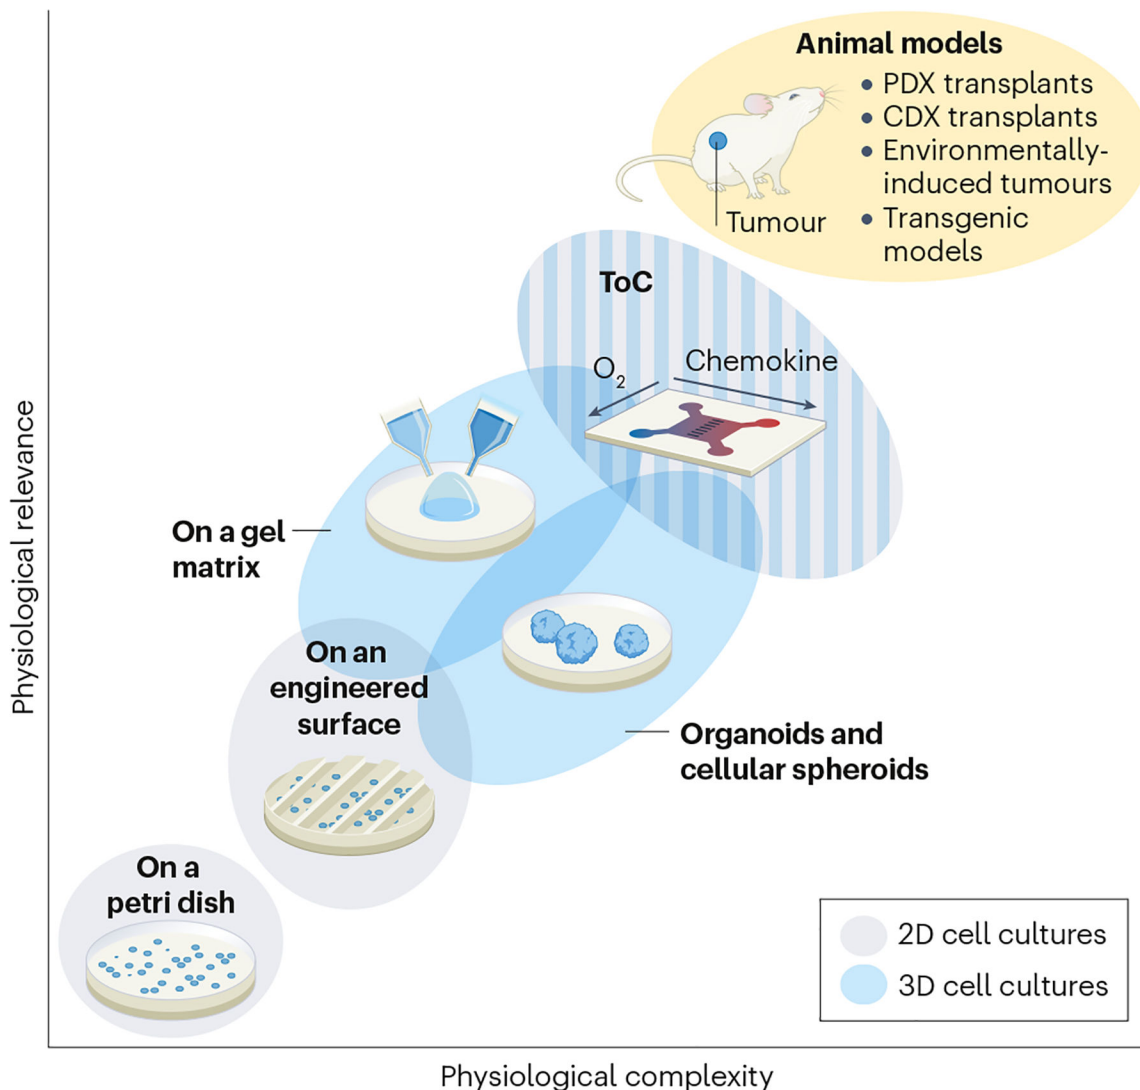 Physiological relevance
Animal models
• PDX transplants
• CDX transplants
• Environmentally-
induced tumours
• Transgenic
models
Tumour
ToC
O₂
Chemokine
On a gel
matrix
On an
engineered
surface
Organoids and
cellular spheroids
On a
petri dish
2D cell cultures
3D cell cultures
Physiological complexity